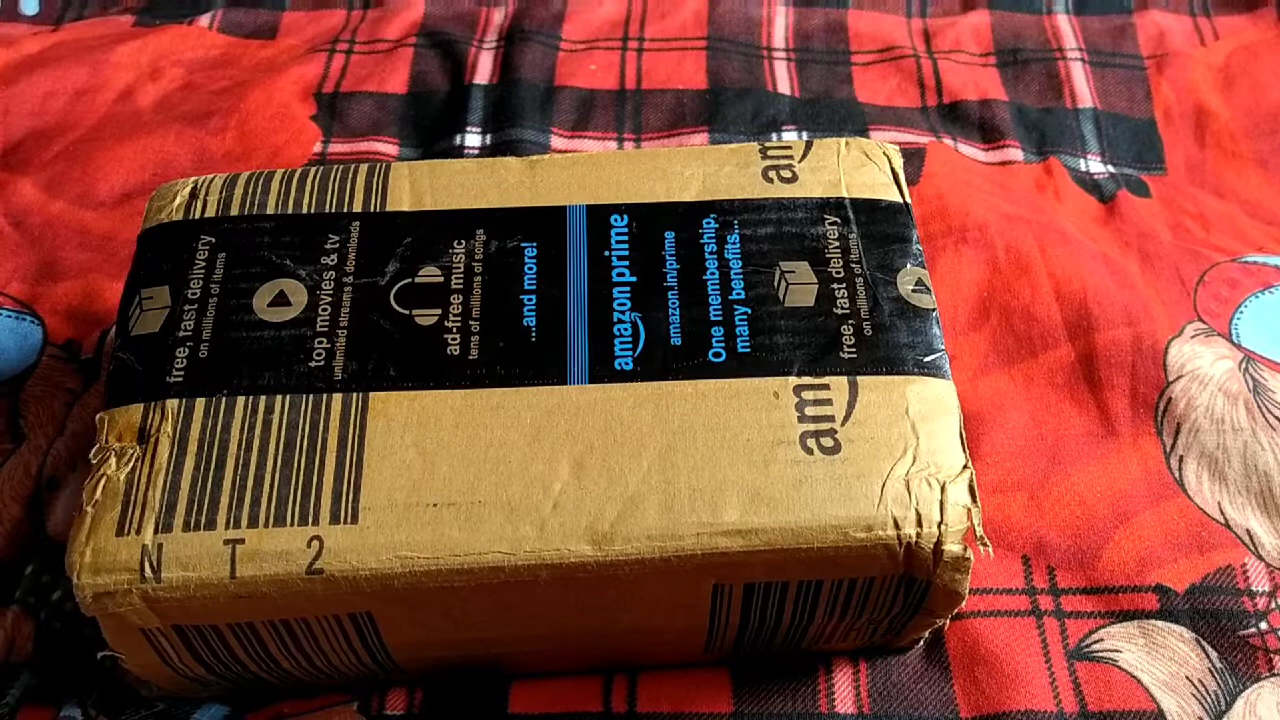 am
free, fast delivery
on millions of items
top movies & tv
unlimited streams & downloads
ad-free music
tens of millions of songs
...and more!
amazon prime
amazon.in/prime
One membership,
many benefits...
free, fast delivery
on millions of items
am
N T 2